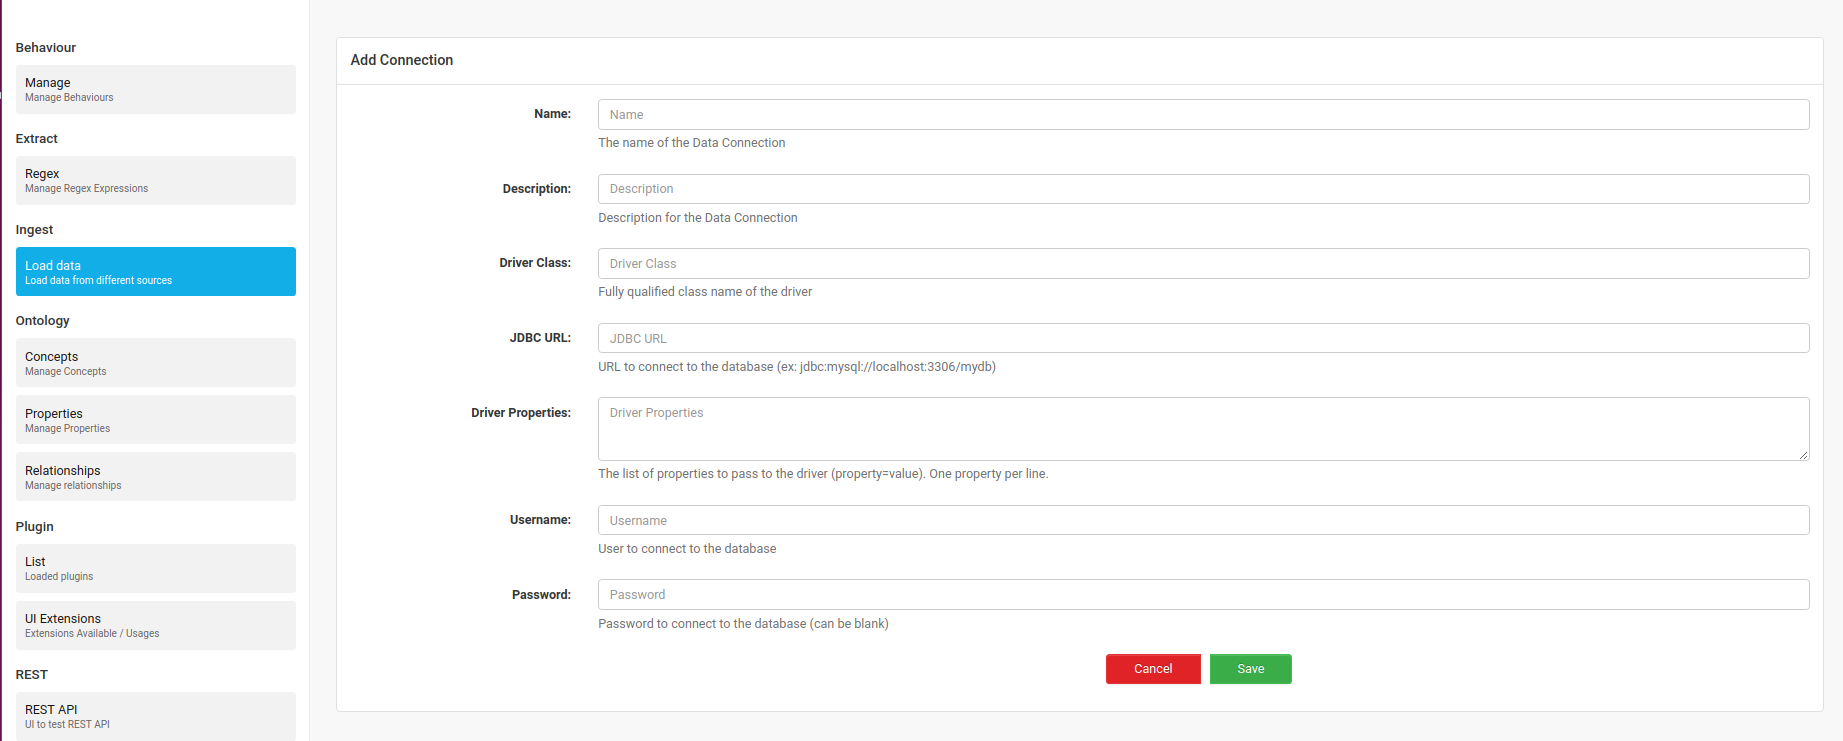 Behaviour
Manage
Manage Behaviours
Extract
Regex
Manage Regex Expressions
Ingest
Load data
Load data from different sources
Ontology
Concepts
Manage Concepts
Properties
Manage Properties
Relationships
Manage relationships
Plugin
List
Loaded plugins
UI Extensions
Extensions Available / Usages
REST
REST API
UI to test REST API
Add Connection
Name: Name
The name of the Data Connection
Description: Description
Description for the Data Connection
Driver Class: Driver Class
Fully qualified class name of the driver
JDBC URL: JDBC URL
URL to connect to the database (ex: jdbc:mysql://localhost:3306/mydb)
Driver Properties: Driver Properties
The list of properties to pass to the driver (property=value). One property per line.
Username: Username
User to connect to the database
Password: Password
Password to connect to the database (can be blank)
Cancel Save